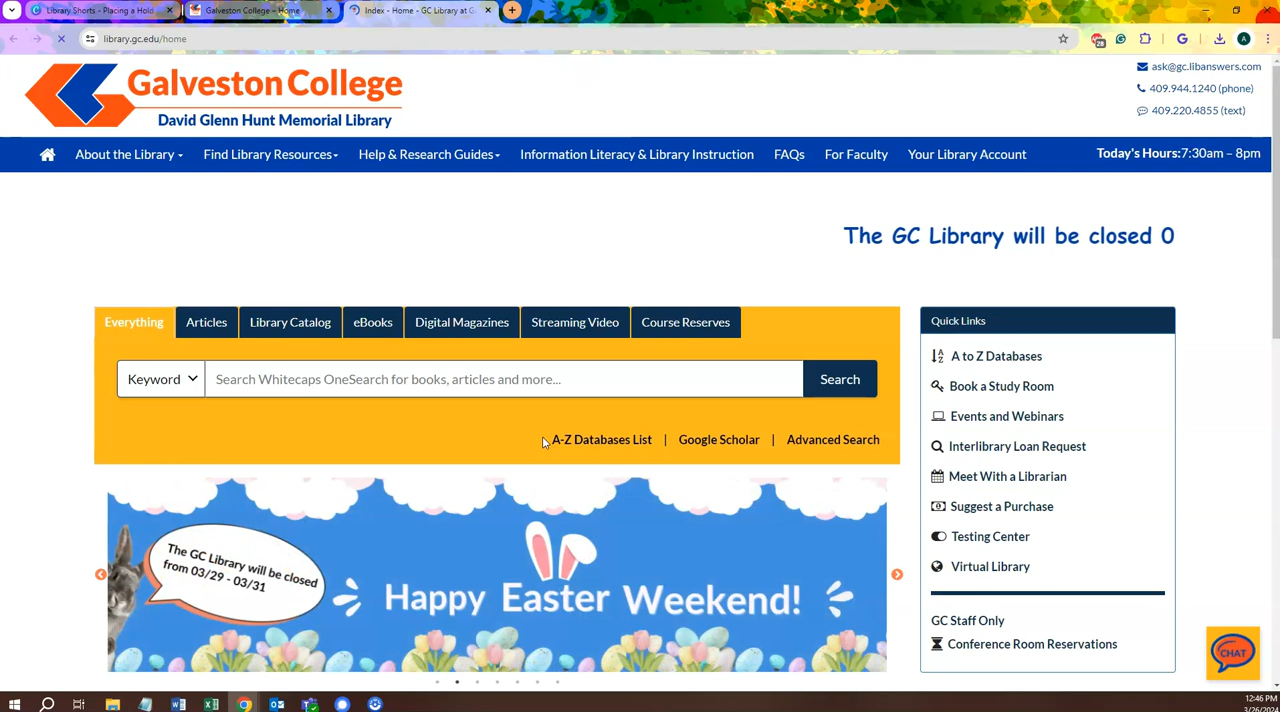 Library Shorts - Placing a Hold
Galveston College – Home
Index - Home - GC Library at G
library.gc.edu/home
28
A
Galveston College
David Glenn Hunt Memorial Library
ask@gc.libanswers.com
409.944.1240 (phone)
409.220.4855 (text)
About the Library
Find Library Resources
Help & Research Guides
Information Literacy & Library Instruction
FAQs
For Faculty
Your Library Account
Today's Hours:7:30am – 8pm
The GC Library will be closed 0
Everything
Articles
Library Catalog
eBooks
Digital Magazines
Streaming Video
Course Reserves
Keyword
Search Whitecaps OneSearch for books, articles and more...
Search
A-Z Databases List | Google Scholar | Advanced Search
The GC Library will be closed
from 03/29 - 03/31
Happy Easter Weekend!
Quick Links
A to Z Databases
Book a Study Room
Events and Webinars
Interlibrary Loan Request
Meet With a Librarian
Suggest a Purchase
Testing Center
Virtual Library
GC Staff Only
Conference Room Reservations
CHAT
12:46 PM
3/26/2024